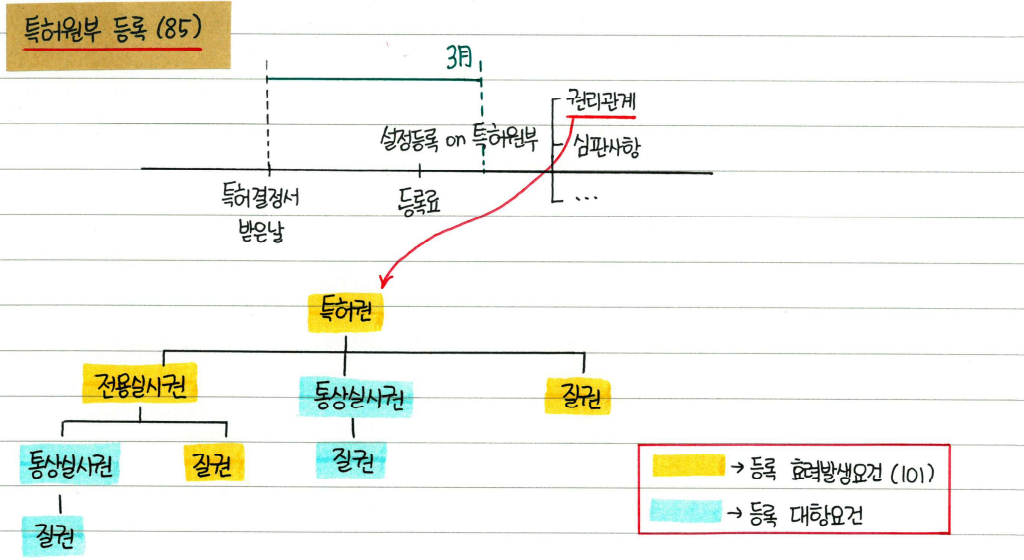 특허원부 등록 (85)
3月
권리관계
설정등록 on 특허원부
심판사항
...
특허결정서
받은날
등록료
특허권
전용실시권
통상실시권
질권
통상실시권
질권
질권
질권
→ 등록 효력발생요건 (101)
→ 등록 대항요건